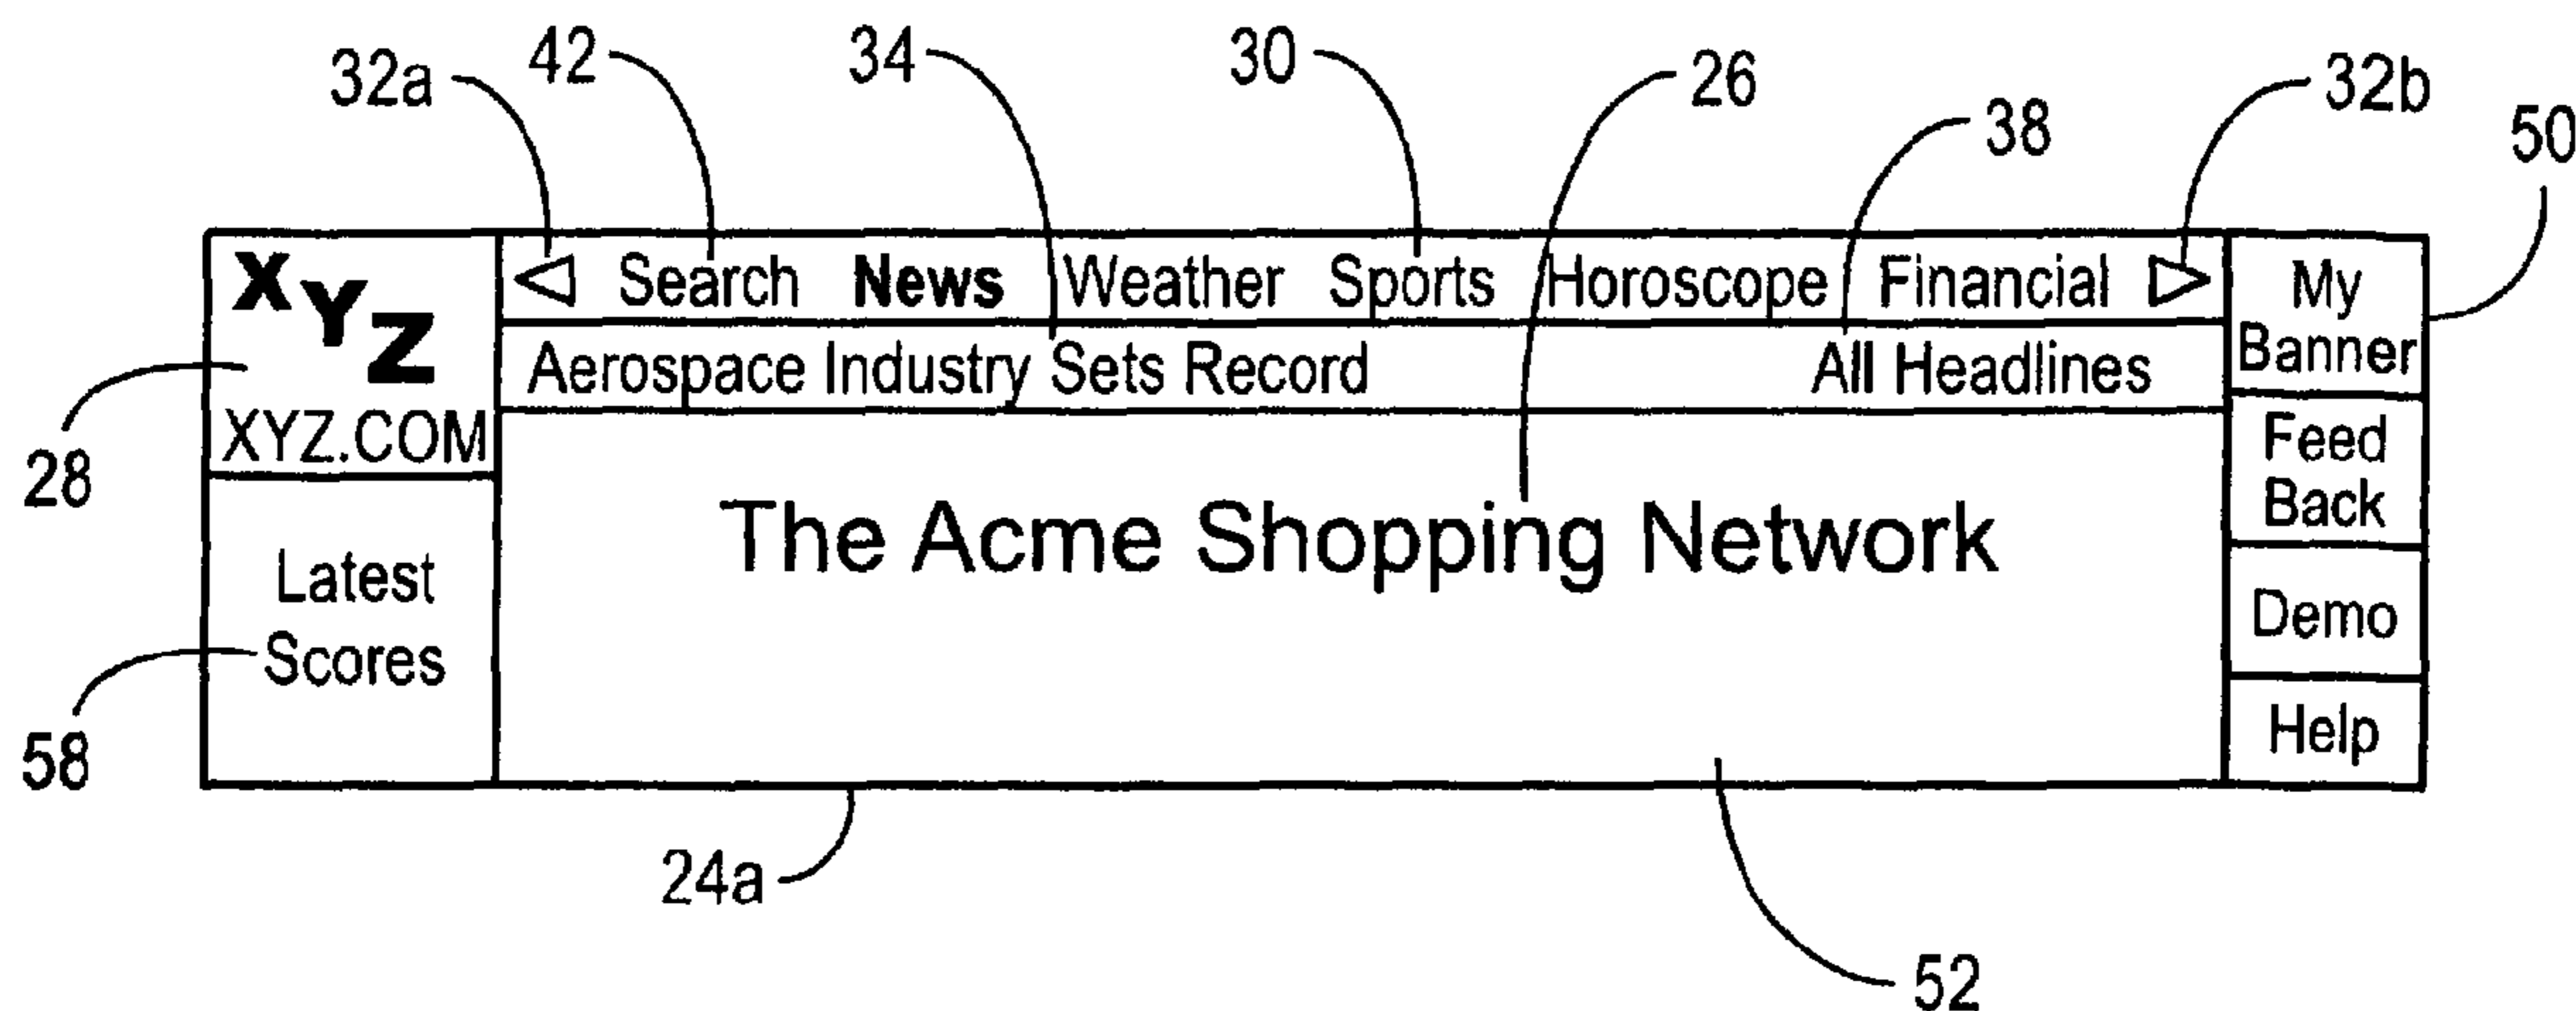 32a 42 34 30 26 38 32b 50
X Y Z
XYZ.COM
Search News Weather Sports Horoscope Financial
Aerospace Industry Sets Record All Headlines
My
Banner
Feed
Back
Demo
Help
The Acme Shopping Network
Latest
Scores
28
58
24a
52